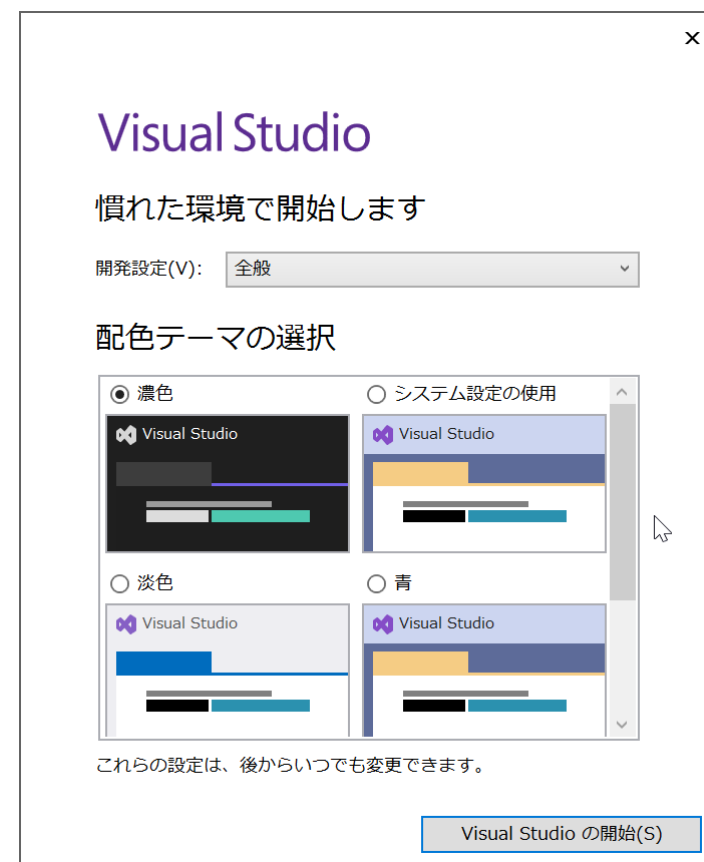 Visual Studio
慣れた環境で開始します
開発設定(V): 全般
配色テーマの選択
濃色 システム設定の使用
Visual Studio Visual Studio
淡色 青
Visual Studio Visual Studio
これらの設定は、後からいつでも変更できます。
Visual Studio の開始(S)